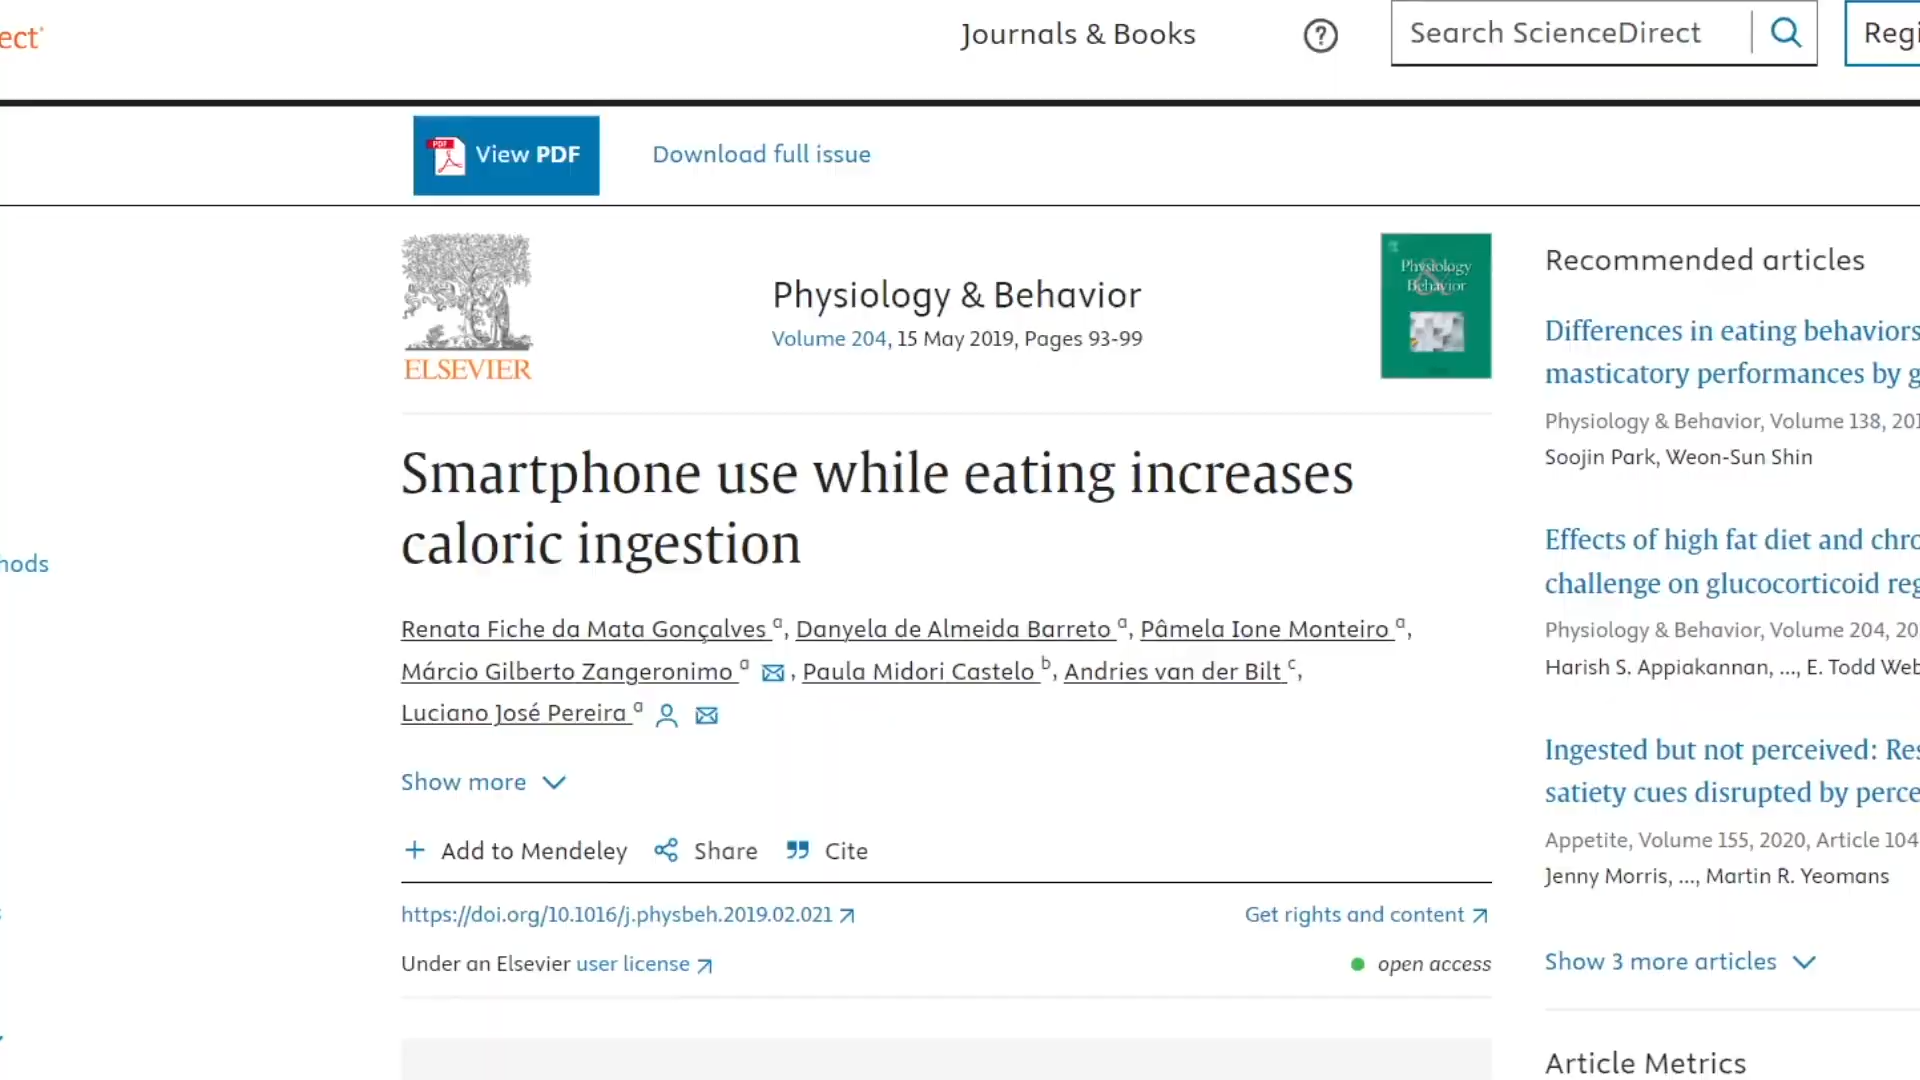 ect
Journals & Books
Search ScienceDirect
Regi
View PDF
Download full issue
ELSEVIER
Physiology & Behavior
Volume 204, 15 May 2019, Pages 93-99
Physiology
&
Behavior
Smartphone use while eating increases
caloric ingestion
Renata Fiche da Mata Gonçalves a, Danyela de Almeida Barreto a, Pâmela Ione Monteiro a,
Márcio Gilberto Zangeronimo a, Paula Midori Castelo b, Andries van der Bilt c,
Luciano José Pereira a
Show more
Add to Mendeley
Share
Cite
https://doi.org/10.1016/j.physbeh.2019.02.021
Get rights and content
Under an Elsevier user license
open access
hods
Recommended articles
Differences in eating behaviors
masticatory performances by g
Physiology & Behavior, Volume 138, 201
Soojin Park, Weon-Sun Shin
Effects of high fat diet and chro
challenge on glucocorticoid reg
Physiology & Behavior, Volume 204, 20
Harish S. Appiakannan, ..., E. Todd Web
Ingested but not perceived: Res
satiety cues disrupted by perce
Appetite, Volume 155, 2020, Article 104
Jenny Morris, ..., Martin R. Yeomans
Show 3 more articles
Article Metrics